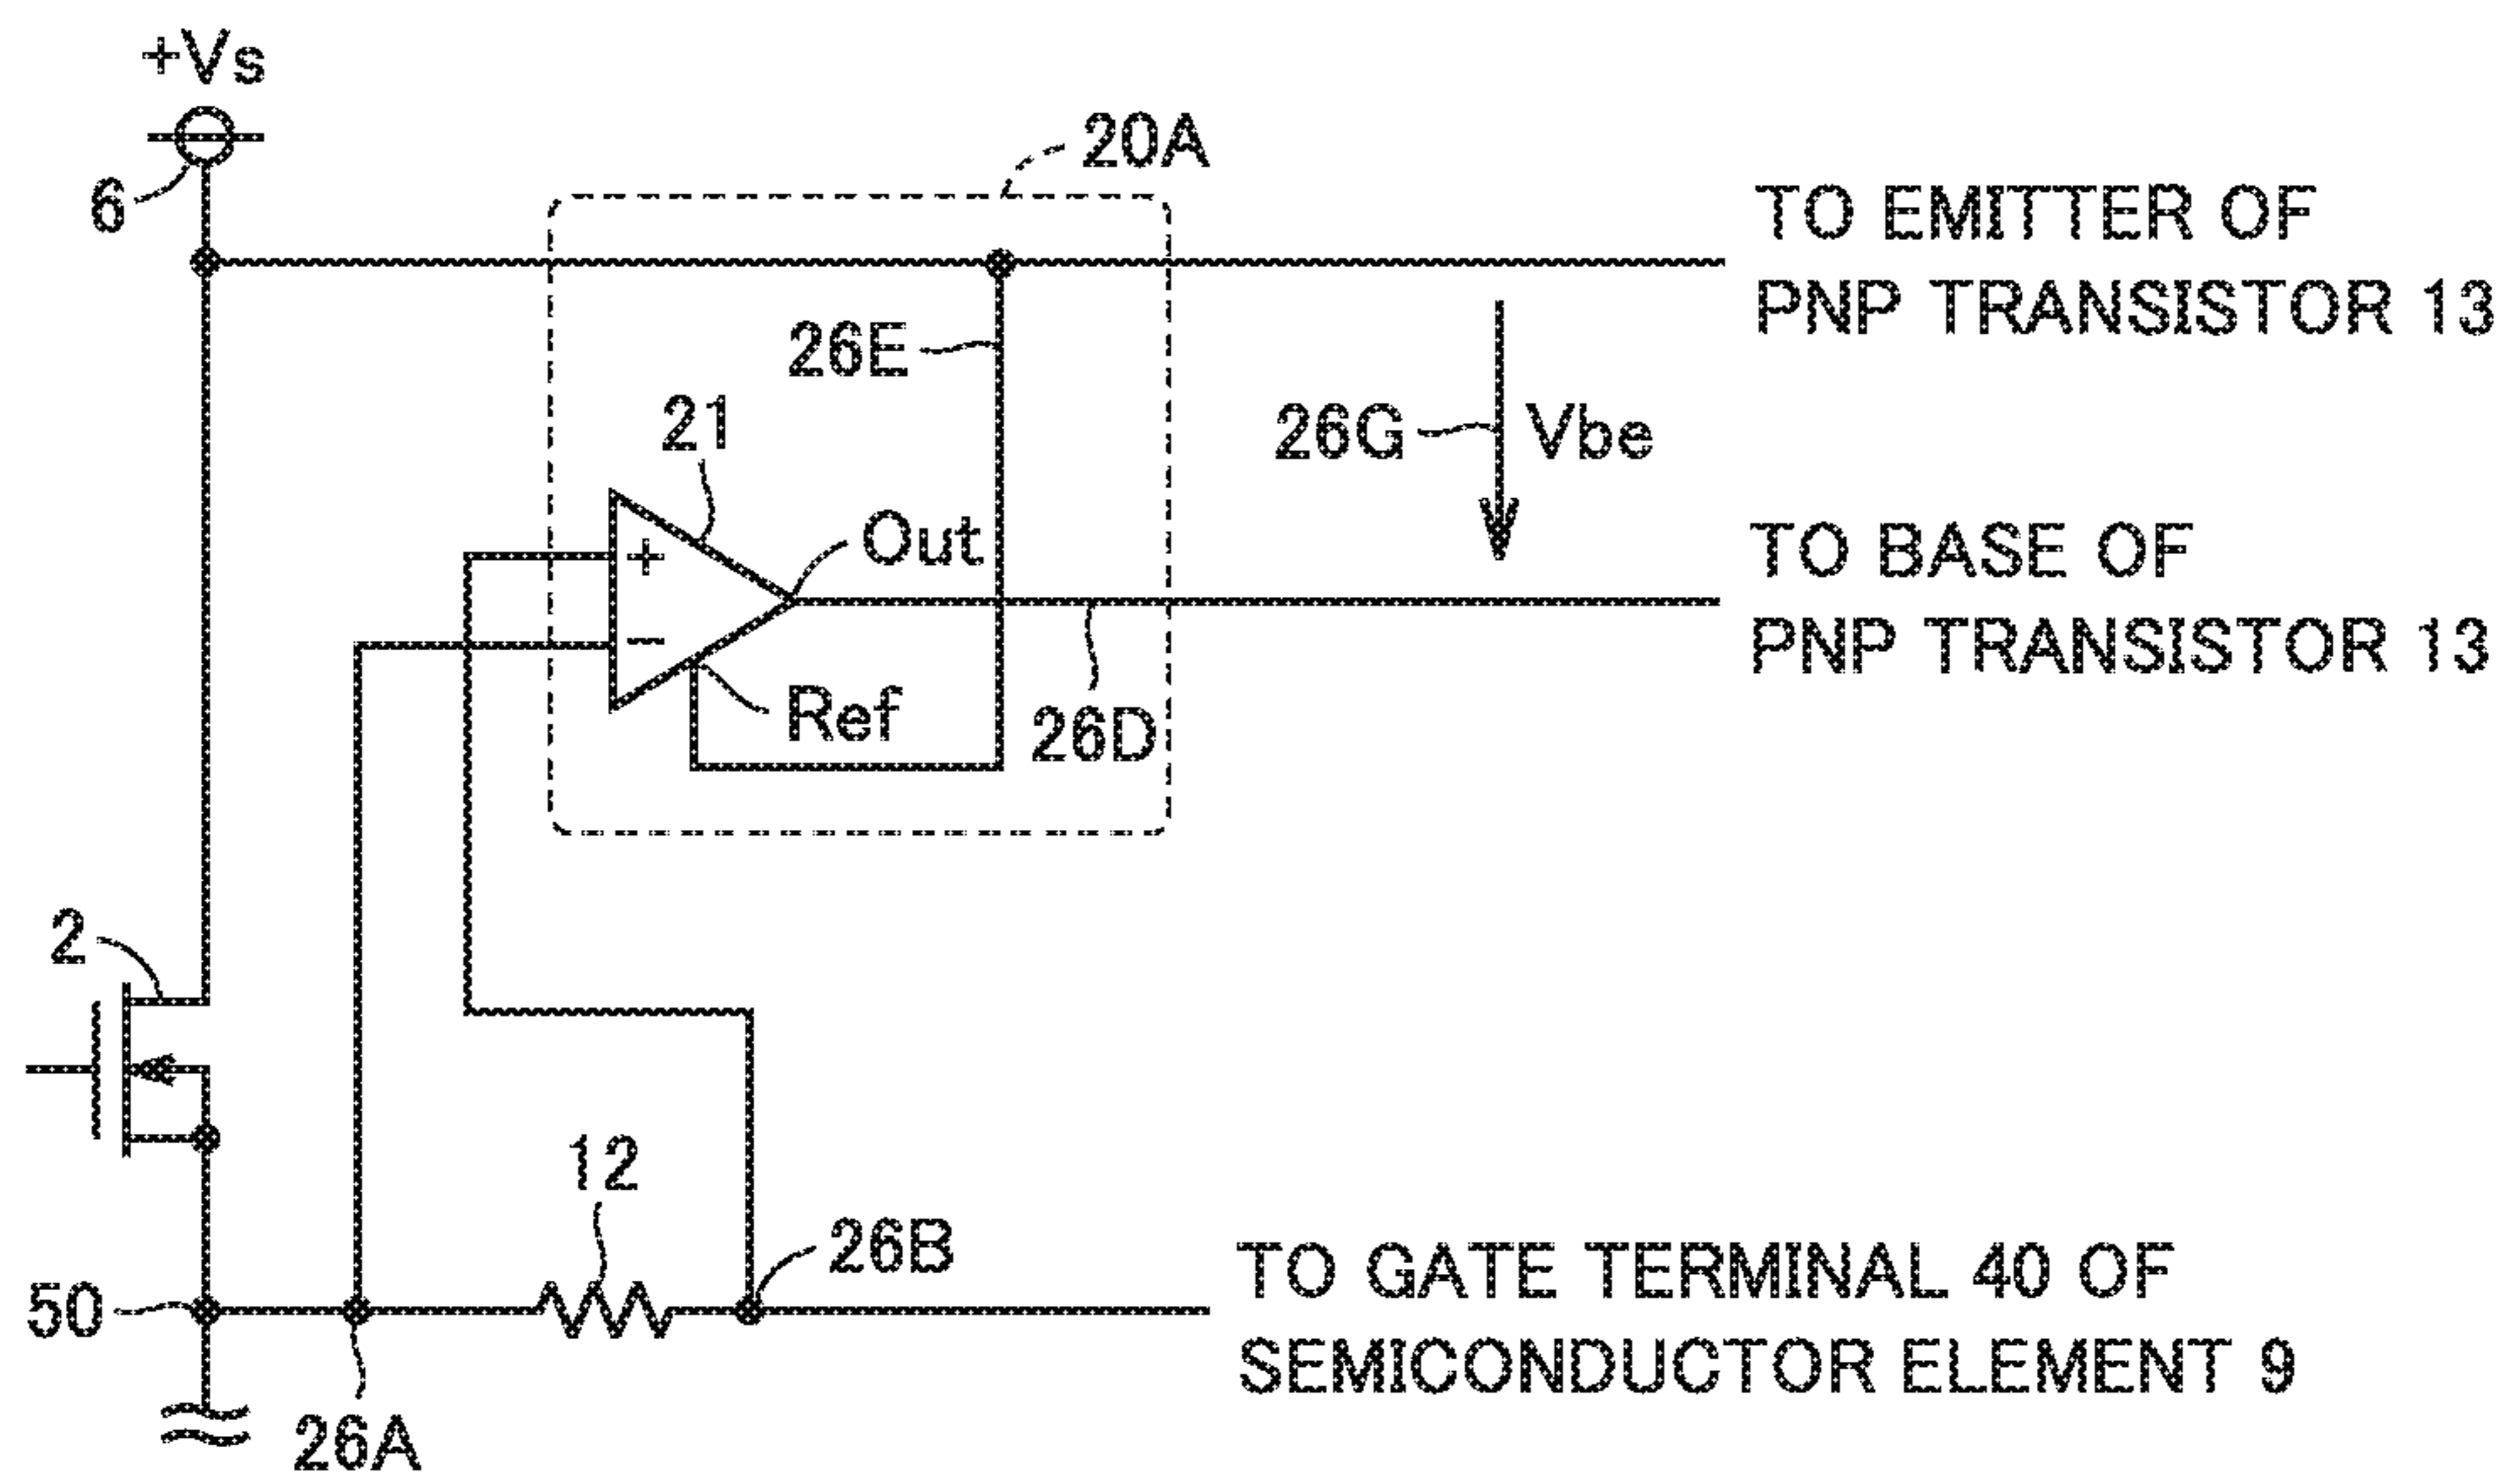 +Vs
6
20A
TO EMITTER OF
PNP TRANSISTOR 13
26E
21
26G
Vbe
Out
+
−
TO BASE OF
PNP TRANSISTOR 13
Ref
26D
2
12
26B
50
26A
TO GATE TERMINAL 40 OF
SEMICONDUCTOR ELEMENT 9